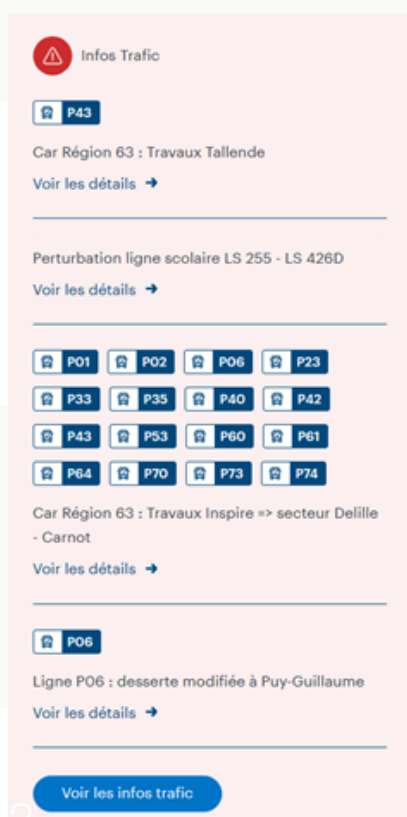 Infos Trafic
P43
Car Région 63 : Travaux Tallende
Voir les détails ➜
Perturbation ligne scolaire LS 255 - LS 426D
Voir les détails ➜
P01 P02 P06 P23
P33 P35 P40 P42
P43 P53 P60 P61
P64 P70 P73 P74
Car Région 63 : Travaux Inspire => secteur Delille
- Carnot
Voir les détails ➜
P06
Ligne P06 : desserte modifiée à Puy-Guillaume
Voir les détails ➜
Voir les infos trafic